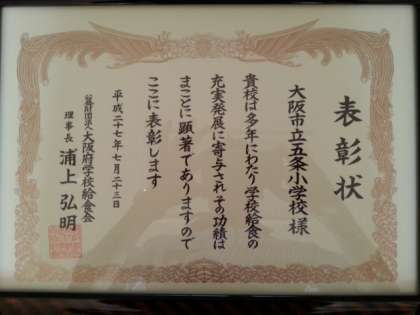 表彰状
大阪市立五条小学校様
貴校は多年にわたり学校給食の
充実発展に寄与されその功績は
まことに顕著でありますので
ここに表彰します
平成二十七年七月二十三日
公益財団法人大阪府学校給食会
理事長 浦上弘明